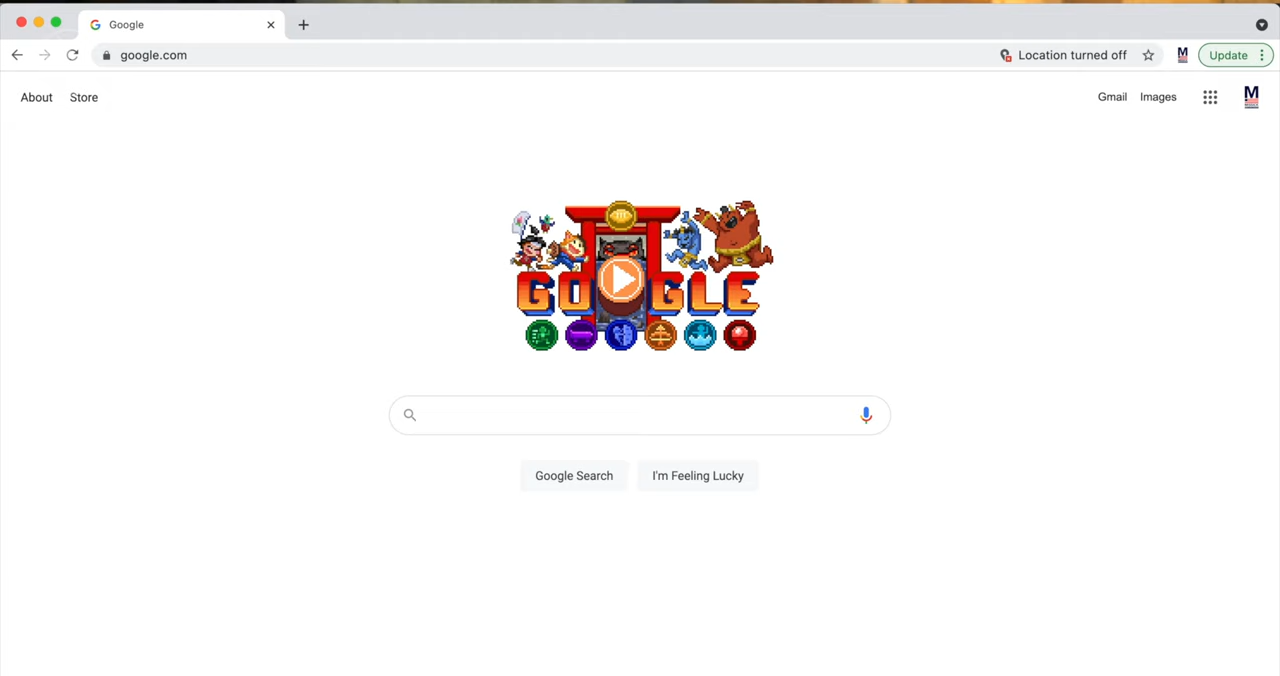 Google
google.com
Location turned off
Update
About
Store
Gmail
Images
M
GOOGLE
Google Search
I'm Feeling Lucky